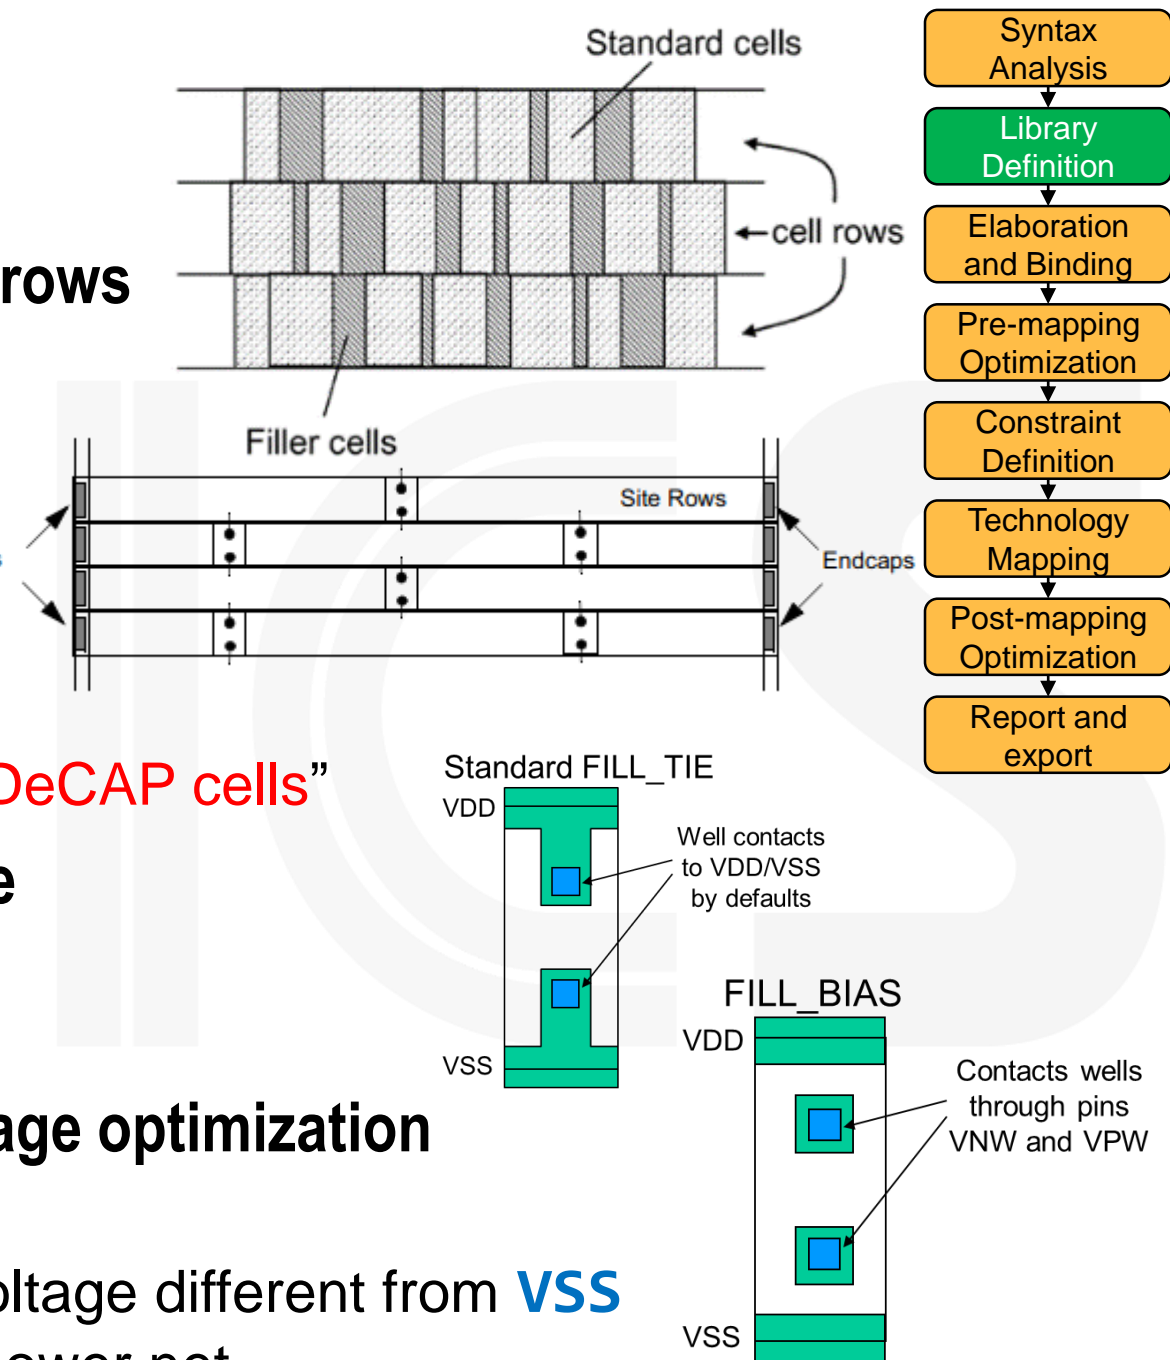 Standard cells
cell rows
rows
Filler cells
Site Rows
Endcaps
DeCAP cells”
Standard FILL_TIE
VDD
Well contacts
to VDD/VSS
by defaults
VSS
FILL_BIAS
VDD
Contacts wells
through pins
VNW and VPW
VSS
age optimization
oltage different from VSS
ower net
Syntax
Analysis
Library
Definition
Elaboration
and Binding
Pre-mapping
Optimization
Constraint
Definition
Technology
Mapping
Post-mapping
Optimization
Report and
export